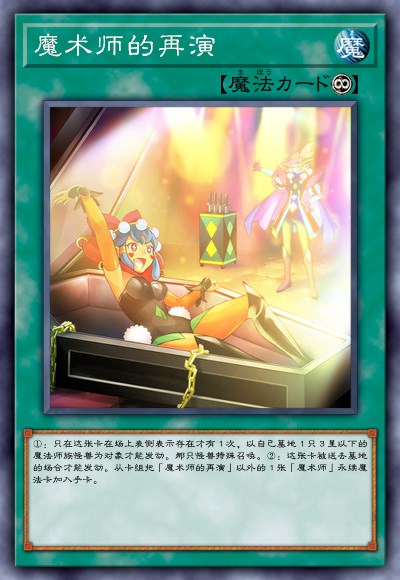 魔术师的再演
魔
【魔法カード♾】
まほう
①：只在这张卡在场上表侧表示存在才有1次，以自己墓地1只3星以下的
魔法师族怪兽为对象才能发动。那只怪兽特殊召唤。②：这张卡被送去墓地
的场合才能发动。从卡组把「魔术师的再演」以外的1张「魔术师」永续魔
法卡加入手卡。